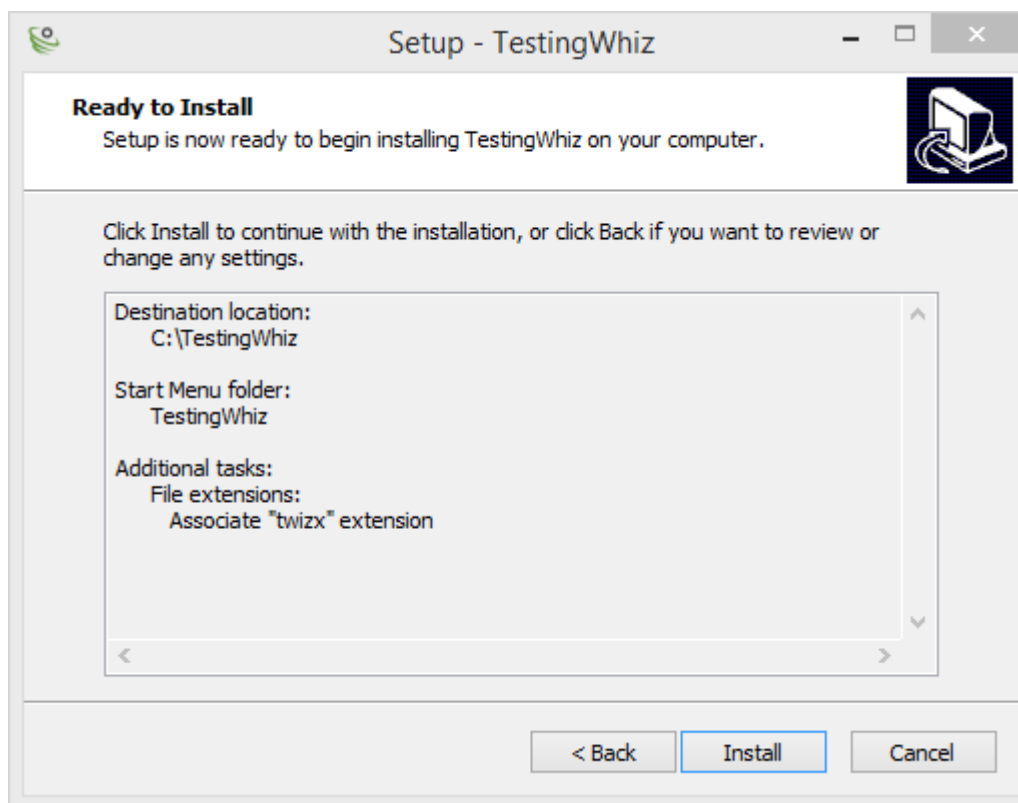 Setup - TestingWhiz
Ready to Install
Setup is now ready to begin installing TestingWhiz on your computer.
Click Install to continue with the installation, or click Back if you want to review or
change any settings.
Destination location:
C:\TestingWhiz
Start Menu folder:
TestingWhiz
Additional tasks:
File extensions:
Associate "twizx" extension
< Back
Install
Cancel